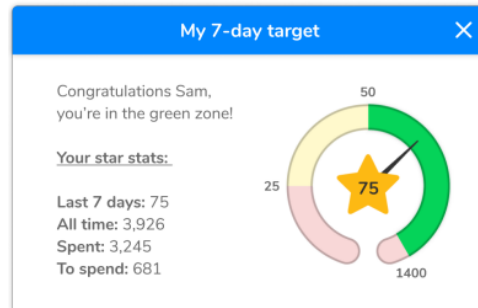 My 7-day target
Congratulations Sam,
you're in the green zone!
Your star stats:
Last 7 days: 75
All time: 3,926
Spent: 3,245
To spend: 681
50
25
75
1400